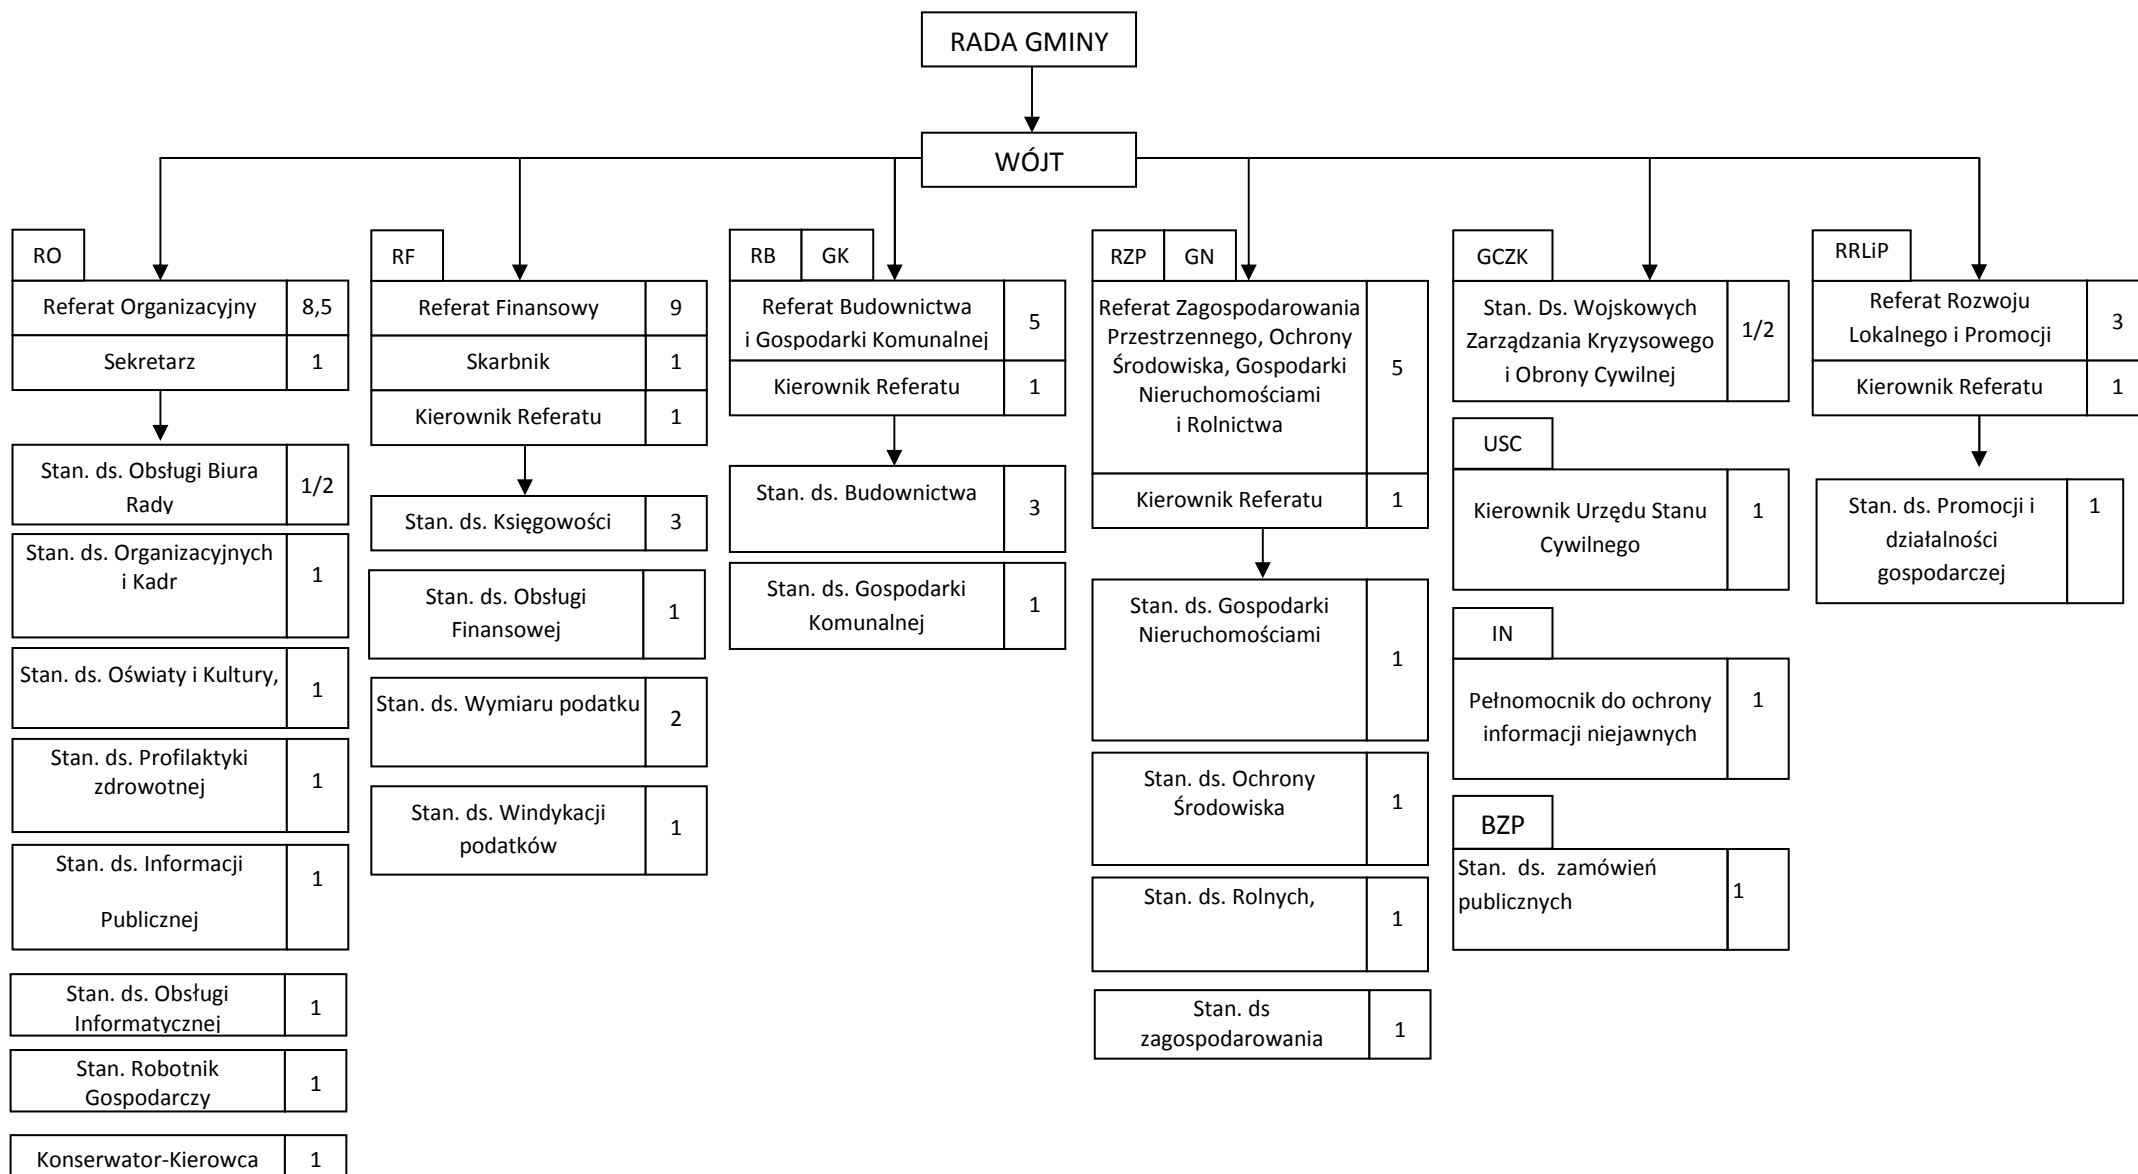 RADA GMINY
WÓJT
RO
Referat Organizacyjny 8,5
Sekretarz 1
Stan. ds. Obsługi Biura
Rady
1/2
Stan. ds. Organizacyjnych
i Kadr
1
Stan. ds. Oświaty i Kultury,
1
Stan. ds. Profilaktyki
zdrowotnej
1
Stan. ds. Informacji
Publicznej
1
Stan. ds. Obsługi
Informatycznej
1
Stan. Robotnik
Gospodarczy
1
Konserwator-Kierowca 1
RF
Referat Finansowy 9
Skarbnik 1
Kierownik Referatu 1
Stan. ds. Księgowości 3
Stan. ds. Obsługi
Finansowej
1
Stan. ds. Wymiaru podatku 2
Stan. ds. Windykacji
podatków
1
RB GK
Referat Budownictwa
i Gospodarki Komunalnej
5
Kierownik Referatu 1
Stan. ds. Budownictwa
3
Stan. ds. Gospodarki
Komunalnej
1
RZP GN
Referat Zagospodarowania
Przestrzennego, Ochrony
Środowiska, Gospodarki
Nieruchomościami
i Rolnictwa
5
Kierownik Referatu 1
Stan. ds. Gospodarki
Nieruchomościami
1
Stan. ds. Ochrony
Środowiska
1
Stan. ds. Rolnych,
1
Stan. ds
zagospodarowania
1
GCZK
Stan. Ds. Wojskowych
Zarządzania Kryzysowego
i Obrony Cywilnej
1/2
USC
Kierownik Urzędu Stanu
Cywilnego
1
IN
Pełnomocnik do ochrony
informacji niejawnych
1
BZP
Stan. ds. zamówień
publicznych
1
RRLiP
Referat Rozwoju
Lokalnego i Promocji
3
Kierownik Referatu 1
Stan. ds. Promocji i
działalności
gospodarczej
1